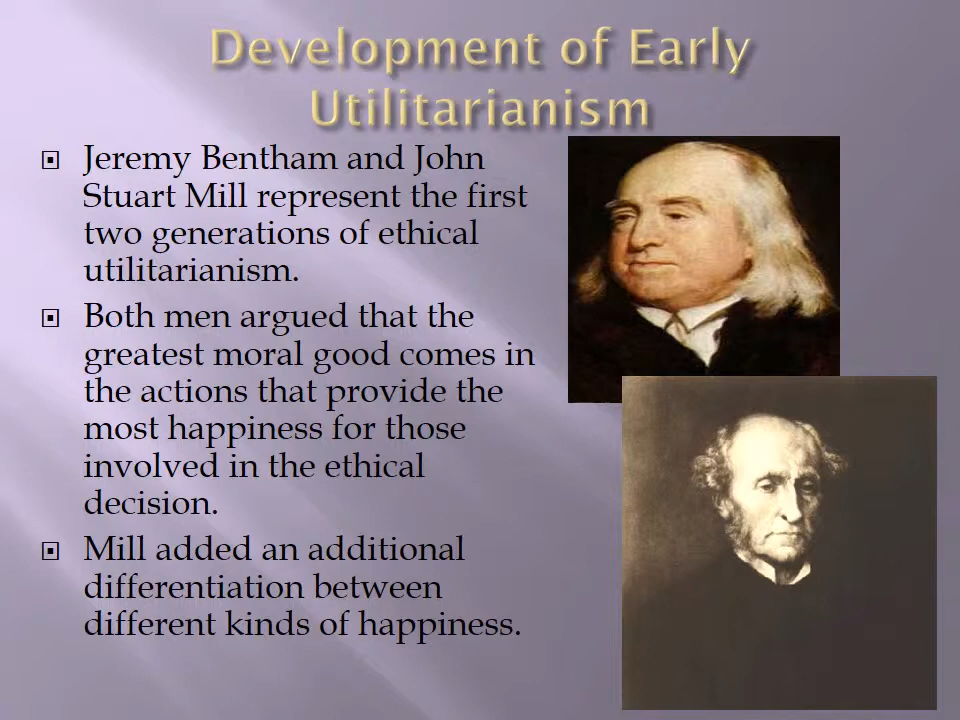 Development of Early
Utilitarianism
Jeremy Bentham and John
Stuart Mill represent the first
two generations of ethical
utilitarianism.
Both men argued that the
greatest moral good comes in
the actions that provide the
most happiness for those
involved in the ethical
decision.
Mill added an additional
differentiation between
different kinds of happiness.